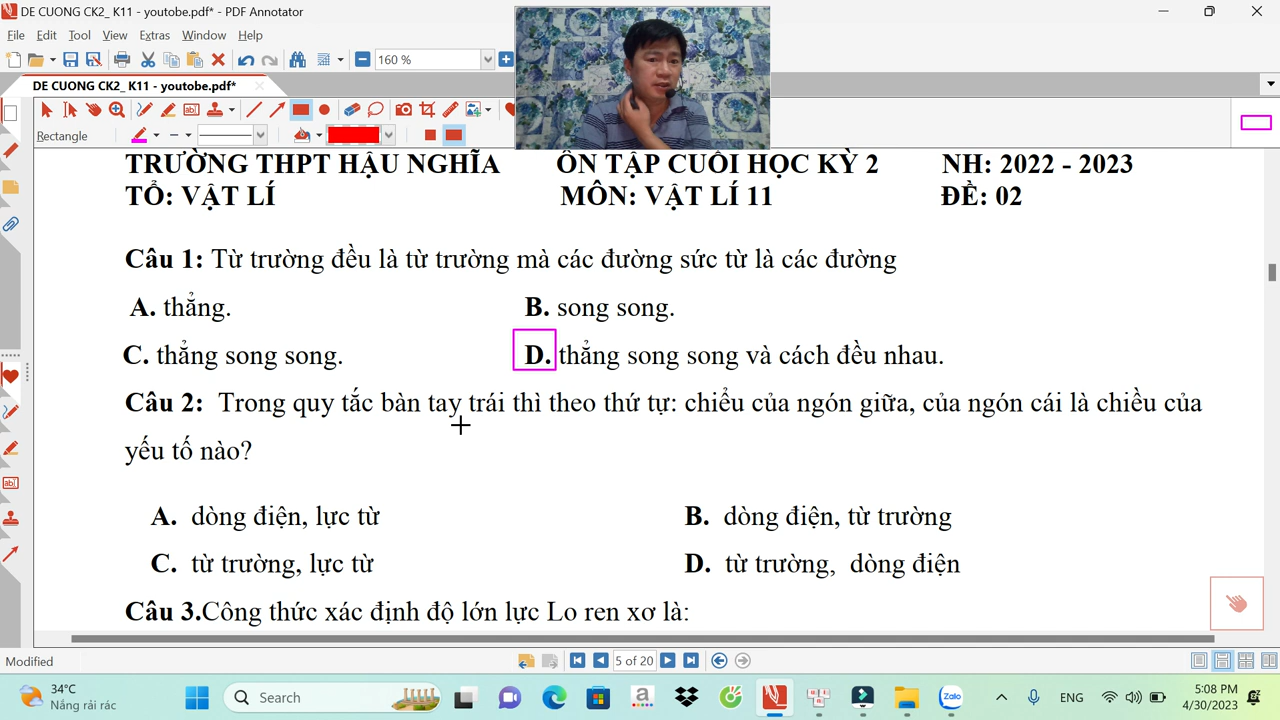 DE CUONG CK2_ K11 - youtobe.pdf* - PDF Annotator
File Edit Tool View Extras Window Help
160 %
DE CUONG CK2_ K11 - youtobe.pdf*
Rectangle
TRƯỜNG THPT HẬU NGHĨA ÔN TẬP CUỐI HỌC KỲ 2 NH: 2022 - 2023
TỔ: VẬT LÍ MÔN: VẬT LÍ 11 ĐỀ: 02
Câu 1: Từ trường đều là từ trường mà các đường sức từ là các đường
A. thẳng. B. song song.
C. thẳng song song. D. thẳng song song và cách đều nhau.
Câu 2: Trong quy tắc bàn tay trái thì theo thứ tự: chiều của ngón giữa, của ngón cái là chiều của
yếu tố nào?
A. dòng điện, lực từ B. dòng điện, từ trường
C. từ trường, lực từ D. từ trường, dòng điện
Câu 3.Công thức xác định độ lớn lực Lo ren xơ là:
Modified 5 of 20
34°C
Nắng rải rác
Search
Zalo
ENG
5:08 PM
4/30/2023